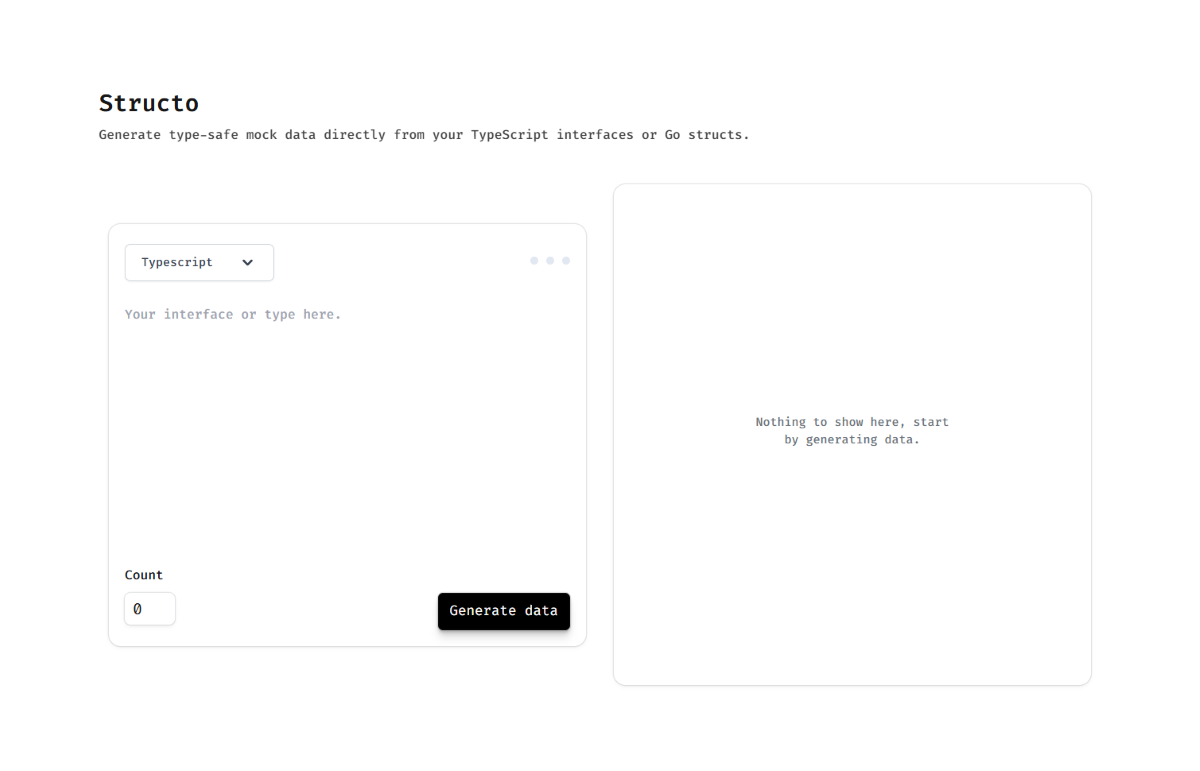 Structo
Generate type-safe mock data directly from your TypeScript interfaces or Go structs.
Typescript
Your interface or type here.
Count
0
Generate data
Nothing to show here, start
by generating data.